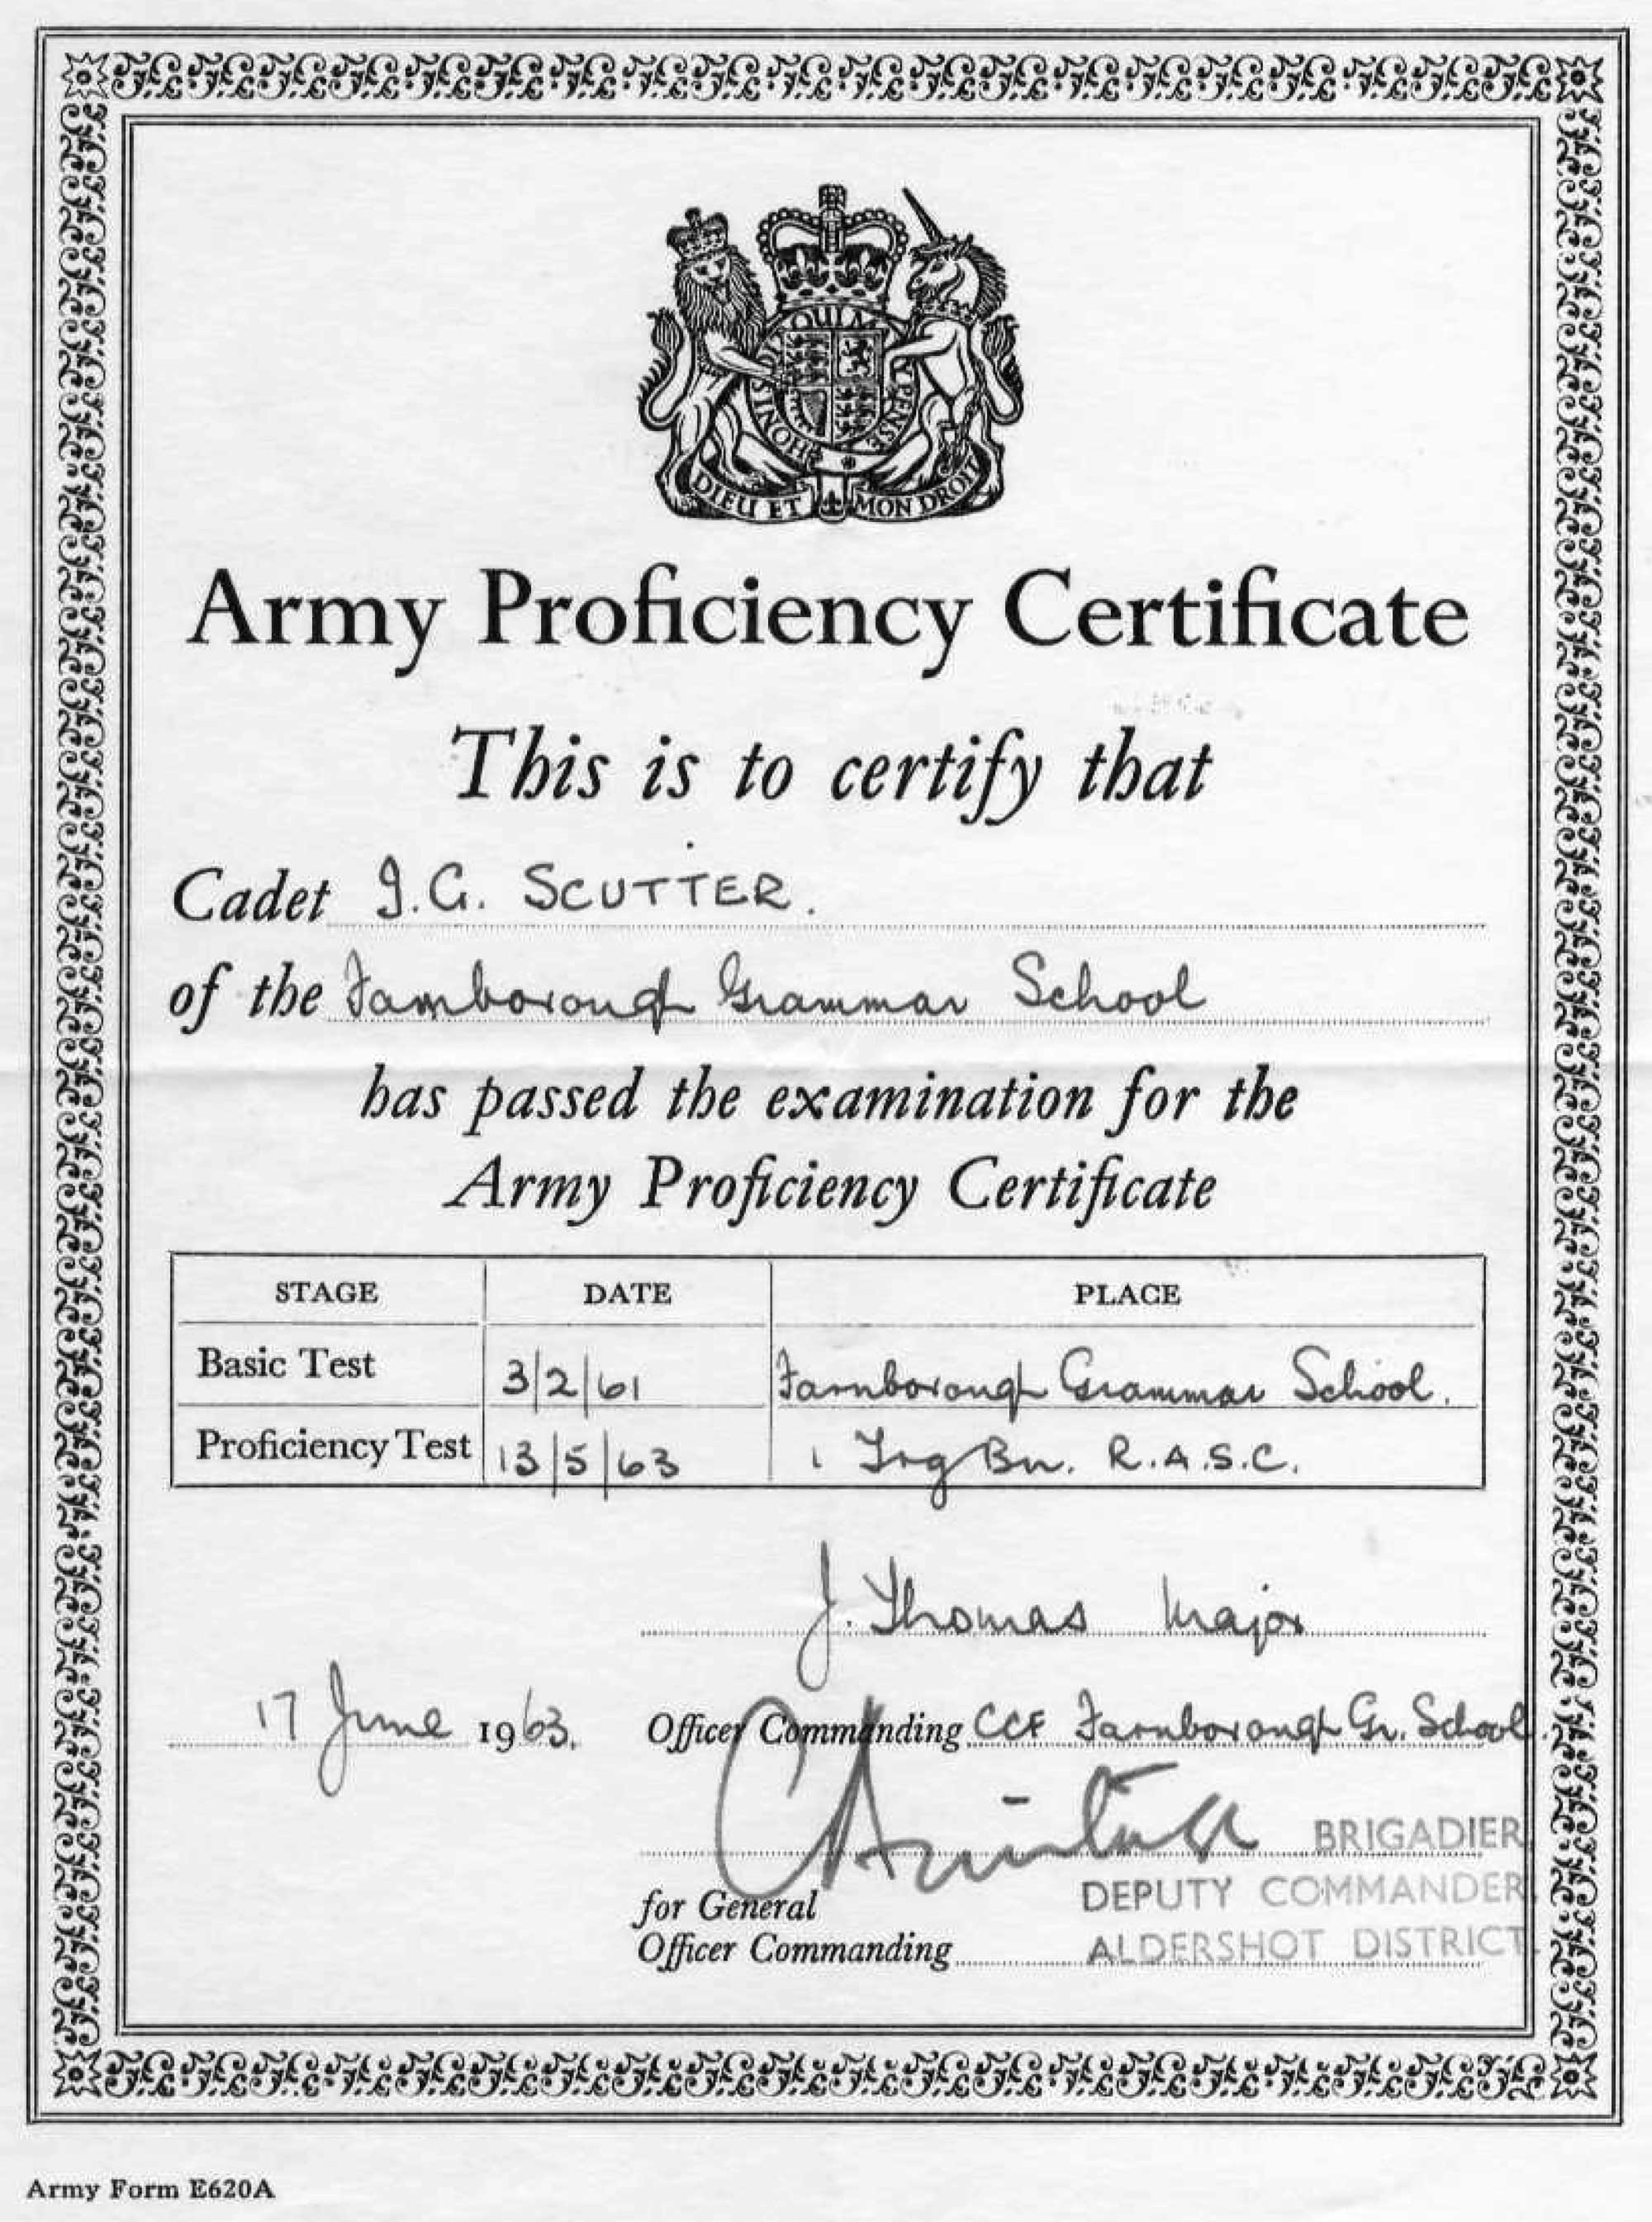 QUI M
Y PENSE
HONI S
DIEU ET MON DROIT
Army Proficiency Certificate
This is to certify that
Cadet J.G. SCUTTER.
of the Farnborough Grammar School
has passed the examination for the
Army Proficiency Certificate
STAGE DATE PLACE
Basic Test 3/2/61 Farnborough Grammar School.
Proficiency Test 13/5/63 1 Trg Bn. R.A.S.C.
J. Thomas Major
17 June 1963. Officer Commanding CCF Farnborough Gr. School.
BRIGADIER
for General DEPUTY COMMANDER
Officer Commanding ALDERSHOT DISTRICT.
Army Form E620A